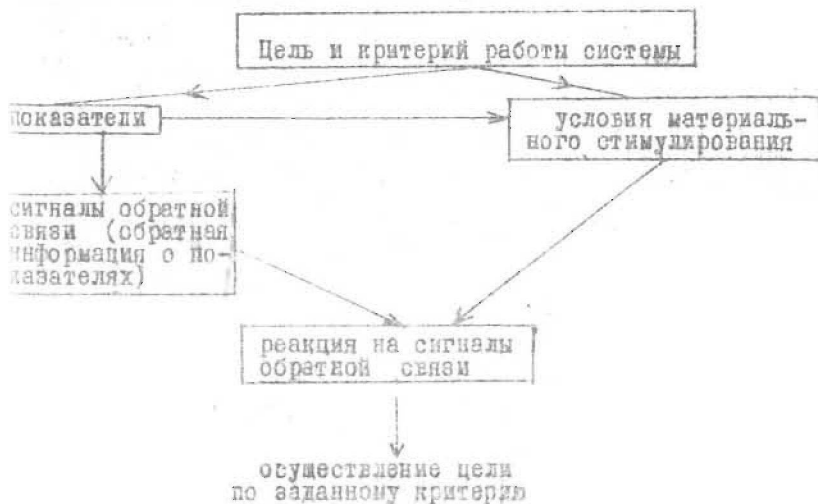 Цель и критерий работы системы
показатели
условия материаль-
ного стимулирования
сигналы обратной
связи (обратная
информация о по-
казателях)
реакция на сигналы
обратной связи
осуществление цели
по заданному критерию